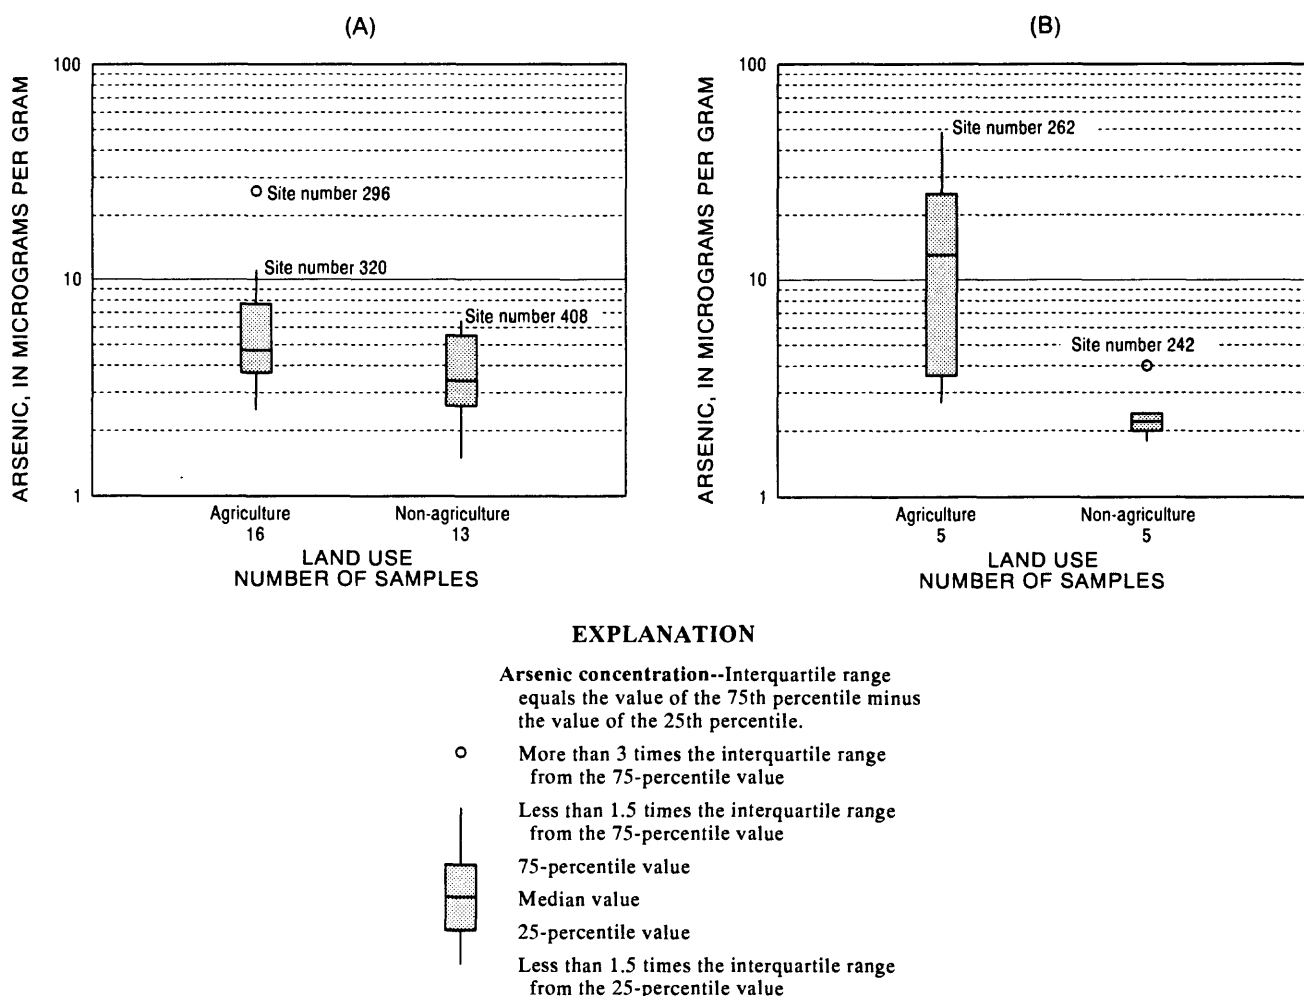 (A)
ARSENIC, IN MICROGRAMS PER GRAM
100
10
1
Site number 296
Site number 320
Site number 408
Agriculture
16
Non-agriculture
13
LAND USE
NUMBER OF SAMPLES
(B)
ARSENIC, IN MICROGRAMS PER GRAM
100
10
1
Site number 262
Site number 242
Agriculture
5
Non-agriculture
5
LAND USE
NUMBER OF SAMPLES
EXPLANATION
Arsenic concentration--Interquartile range
equals the value of the 75th percentile minus
the value of the 25th percentile.
More than 3 times the interquartile range
from the 75-percentile value
Less than 1.5 times the interquartile range
from the 75-percentile value
75-percentile value
Median value
25-percentile value
Less than 1.5 times the interquartile range
from the 25-percentile value